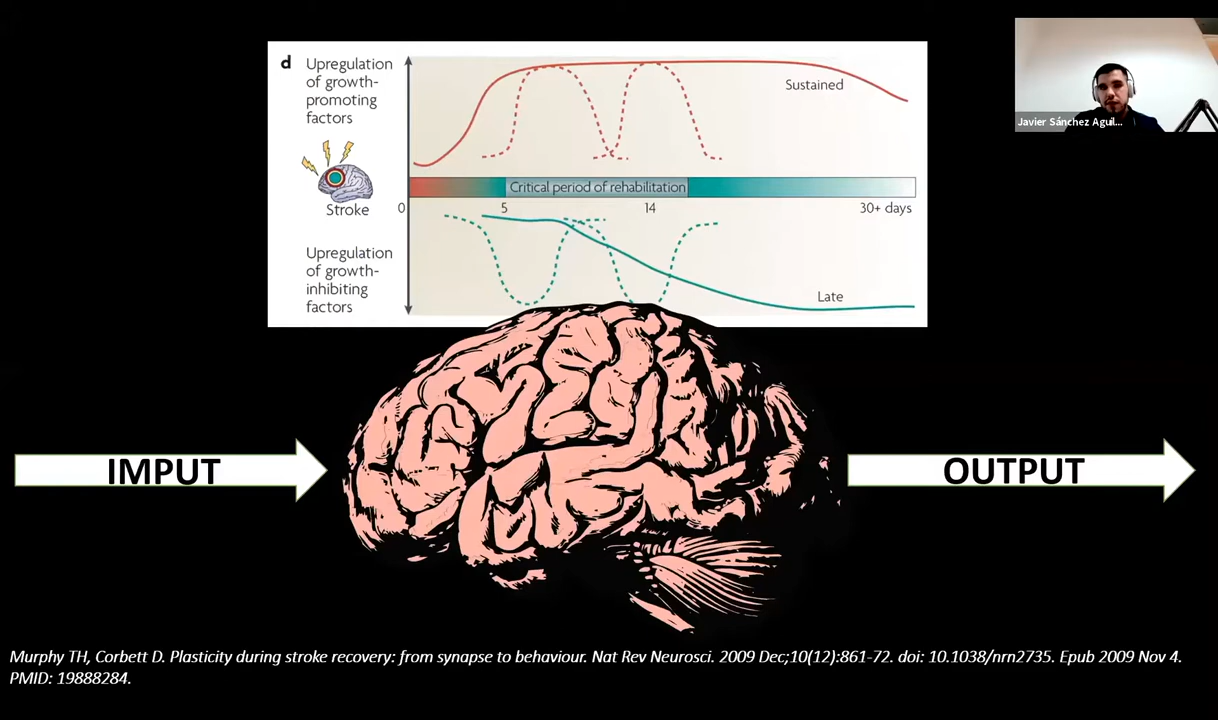 d
Upregulation
of growth-
promoting
factors
Sustained
Javier Sánchez Aguil...
Critical period of rehabilitation
Stroke
0
5
14
30+ days
Upregulation
of growth-
inhibiting
factors
Late
IMPUT
OUTPUT
Murphy TH, Corbett D. Plasticity during stroke recovery: from synapse to behaviour. Nat Rev Neurosci. 2009 Dec;10(12):861-72. doi: 10.1038/nrn2735. Epub 2009 Nov 4.
PMID: 19888284.